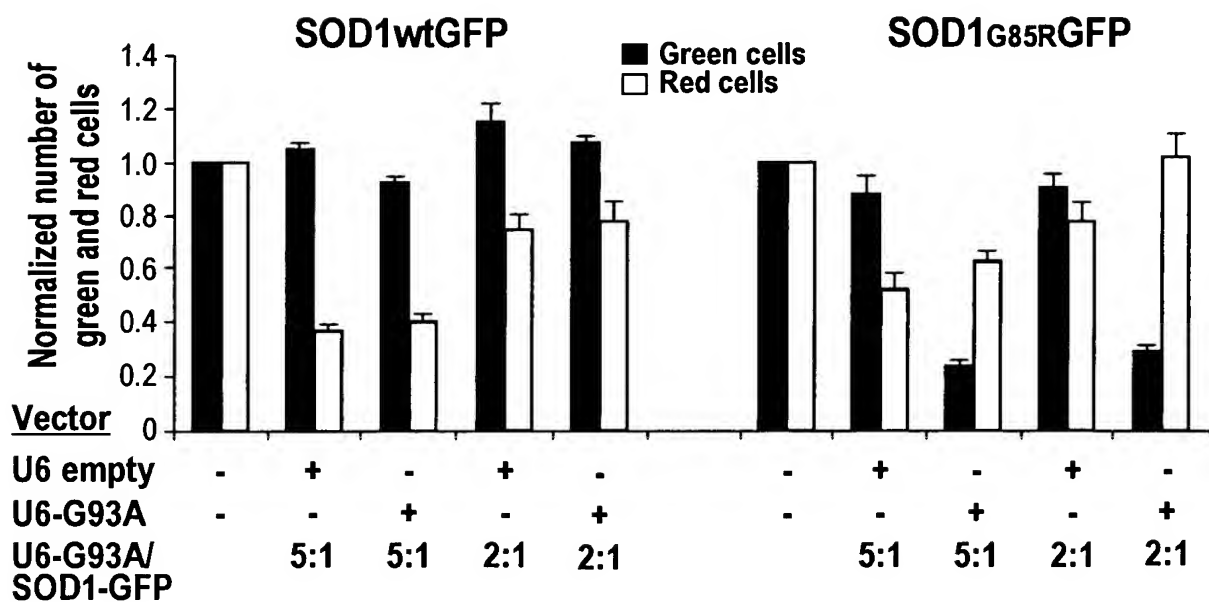 SOD1wtGFP
SOD1G85RGFP
Green cells
Red cells
Normalized number of
green and red cells
1.4
1.2
1.0
0.8
0.6
0.4
0.2
0
Vector
U6 empty - + - + - - + - + -
U6-G93A - - + - + - - + - +
U6-G93A/ 5:1 5:1 2:1 2:1 5:1 5:1 2:1 2:1
SOD1-GFP